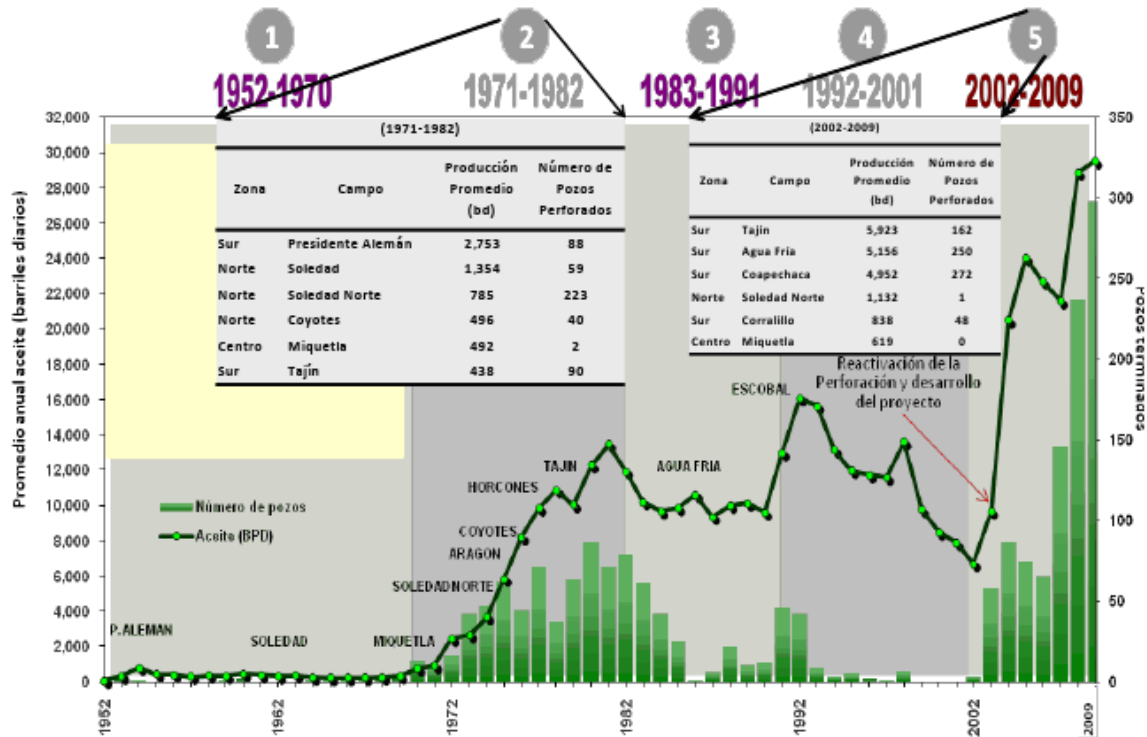 1 2 3 4 5
1952-1970 1971-1982 1983-1991 1992-2001 2002-2009
Promedio anual aceite (barriles diarios)
32,000
30,000
28,000
26,000
24,000
22,000
20,000
18,000
16,000
14,000
12,000
10,000
8,000
6,000
4,000
2,000
0
(1971-1982)
Zona Campo Producción Promedio (bd) Número de Pozos Perforados
Sur Presidente Alemán 2,753 88
Norte Soledad 1,354 59
Norte Soledad Norte 785 223
Norte Coyotes 496 40
Centro Miquetla 492 2
Sur Tajín 438 90
(2002-2009)
Zona Campo Producción Promedio (bd) Número de Pozos Perforados
Sur Tajin 5,923 162
Sur Agua Fria 5,156 250
Sur Coapechaca 4,952 272
Norte Soledad Norte 1,132 1
Sur Corralillo 838 48
Centro Miquetla 619 0
Reactivación de la
Perforación y desarrollo
del proyecto
ESCOBAL
TAJIN
AGUA FRIA
HORCONES
COYOTES
ARAGON
SOLEDAD NORTE
P. ALEMAN
SOLEDAD
MIQUETLA
Número de pozos
Aceite (BPD)
350
300
250
200
150
100
50
0
Pozos terminados
1952 1962 1972 1982 1992 2002 2009